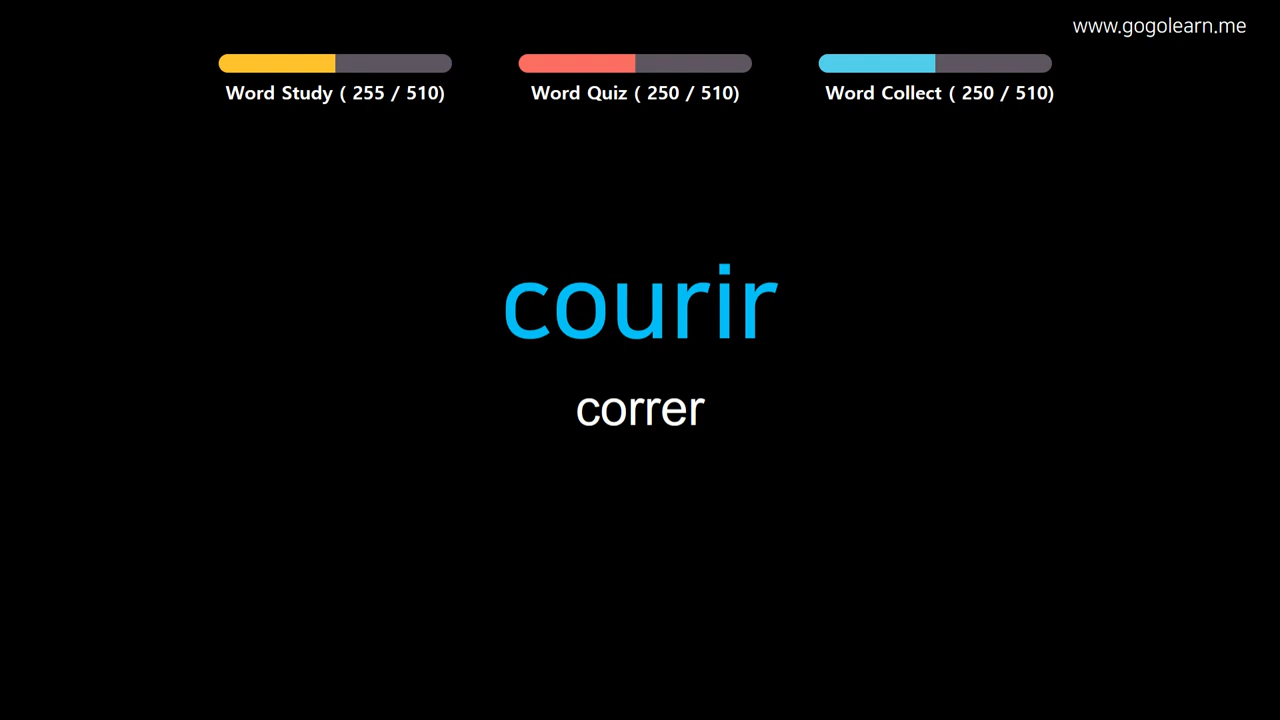 www.gogolearn.me
Word Study ( 255 / 510)
Word Quiz ( 250 / 510)
Word Collect ( 250 / 510)
courir
correr